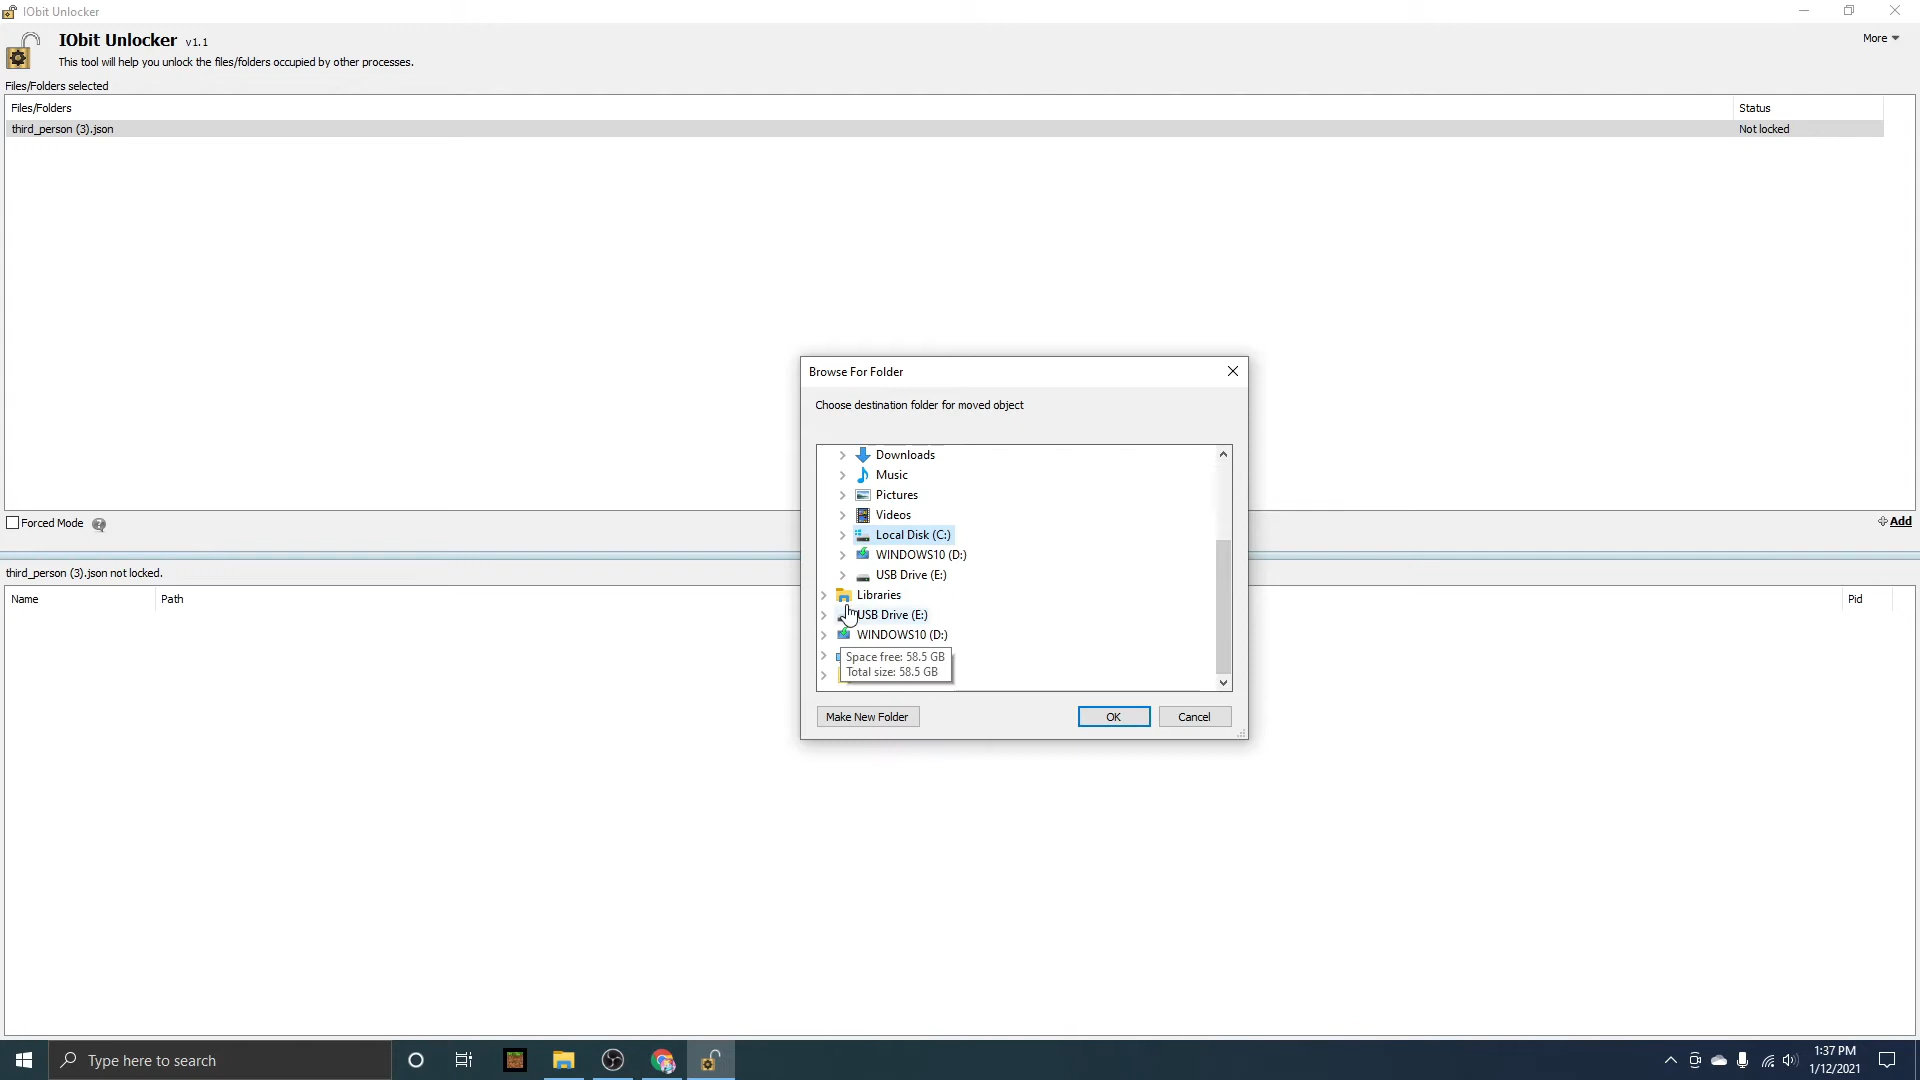 IObit Unlocker
IObit Unlocker v1.1
More
This tool will help you unlock the files/folders occupied by other processes.
Files/Folders selected
Files/Folders Status
third_person (3).json Not locked
Browse For Folder
Choose destination folder for moved object
Downloads
Music
Pictures
Videos
Local Disk (C:)
WINDOWS10 (D:)
USB Drive (E:)
Libraries
USB Drive (E:)
WINDOWS10 (D:)
Space free: 58.5 GB
Total size: 58.5 GB
Make New Folder OK Cancel
Forced Mode ?
Add
third_person (3).json not locked.
Name Path Pid
Type here to search
1:37 PM
1/12/2021